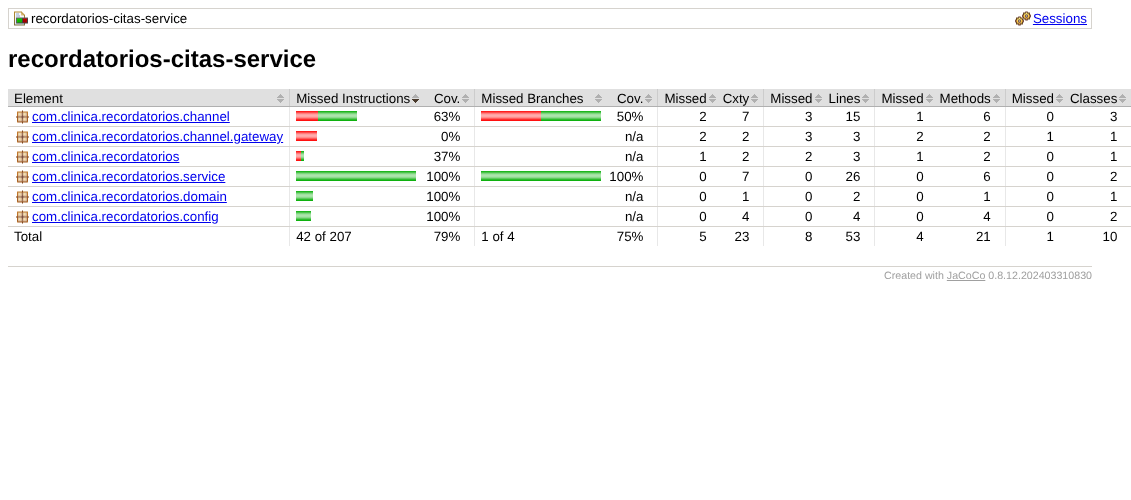 recordatorios-citas-service Sessions
recordatorios-citas-service
Element Missed Instructions Cov. Missed Branches Cov. Missed Cxty Missed Lines Missed Methods Missed Classes
com.clinica.recordatorios.channel 63% 50% 2 7 3 15 1 6 0 3
com.clinica.recordatorios.channel.gateway 0% n/a 2 2 3 3 2 2 1 1
com.clinica.recordatorios 37% n/a 1 2 2 3 1 2 0 1
com.clinica.recordatorios.service 100% 100% 0 7 0 26 0 6 0 2
com.clinica.recordatorios.domain 100% n/a 0 1 0 2 0 1 0 1
com.clinica.recordatorios.config 100% n/a 0 4 0 4 0 4 0 2
Total 42 of 207 79% 1 of 4 75% 5 23 8 53 4 21 1 10
Created with JaCoCo 0.8.12.202403310830